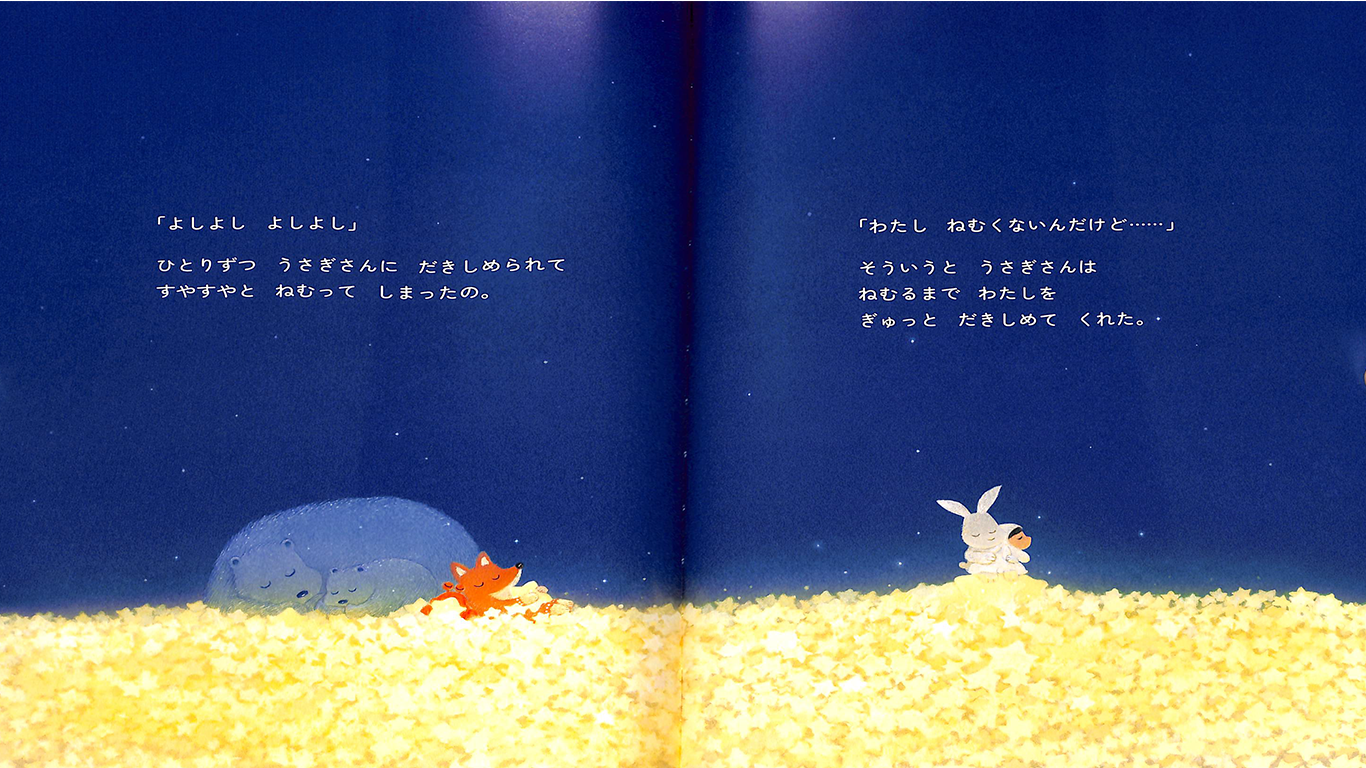 「よしよし　よしよし」
ひとりずつ　うさぎさんに　だきしめられて
すやすやと　ねむって　しまったの。
「わたし　ねむくないんだけど……」
そういうと　うさぎさんは
ねむるまで　わたしを
ぎゅっと　だきしめて　くれた。